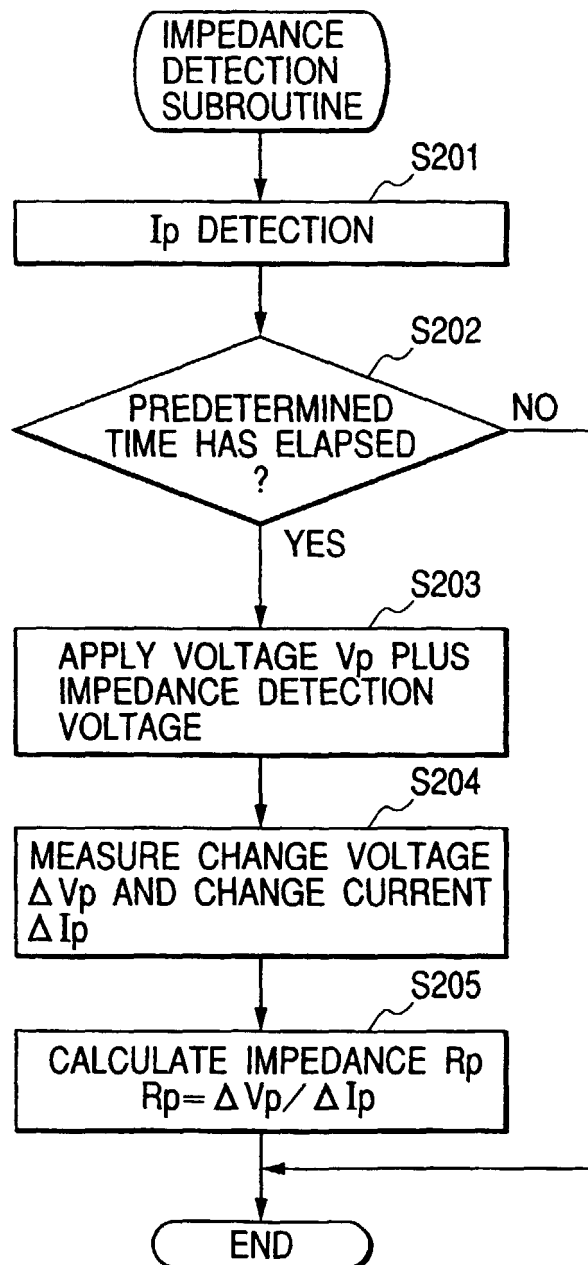 IMPEDANCE
DETECTION
SUBROUTINE
S201
Ip DETECTION
S202
PREDETERMINED
TIME HAS ELAPSED
?
NO
YES
S203
APPLY VOLTAGE Vp PLUS
IMPEDANCE DETECTION
VOLTAGE
S204
MEASURE CHANGE VOLTAGE
ΔVp AND CHANGE CURRENT
ΔIp
S205
CALCULATE IMPEDANCE Rp
Rp=ΔVp/ΔIp
END